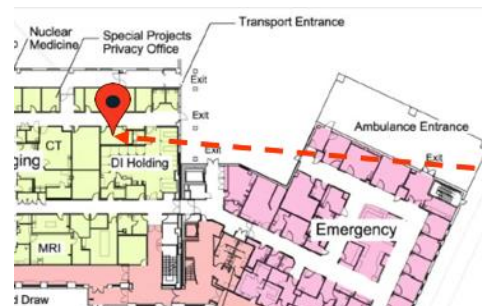 Nuclear
Medicine
Special Projects
Privacy Office
Transport Entrance
Exit
Exit
Exit
Ambulance Entrance
Exit
CT
ging
DI Holding
Emergency
MRI
d Draw